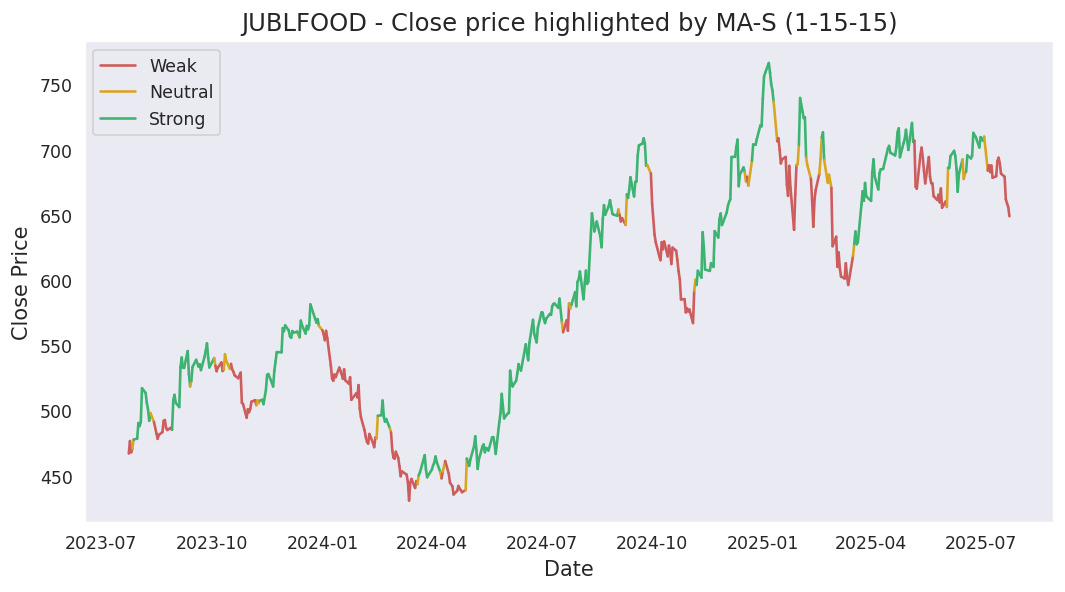 JUBLFOOD - Close price highlighted by MA-S (1-15-15)
Weak
Neutral
Strong
Close Price
750
700
650
600
550
500
450
2023-07 2023-10 2024-01 2024-04 2024-07 2024-10 2025-01 2025-04 2025-07
Date